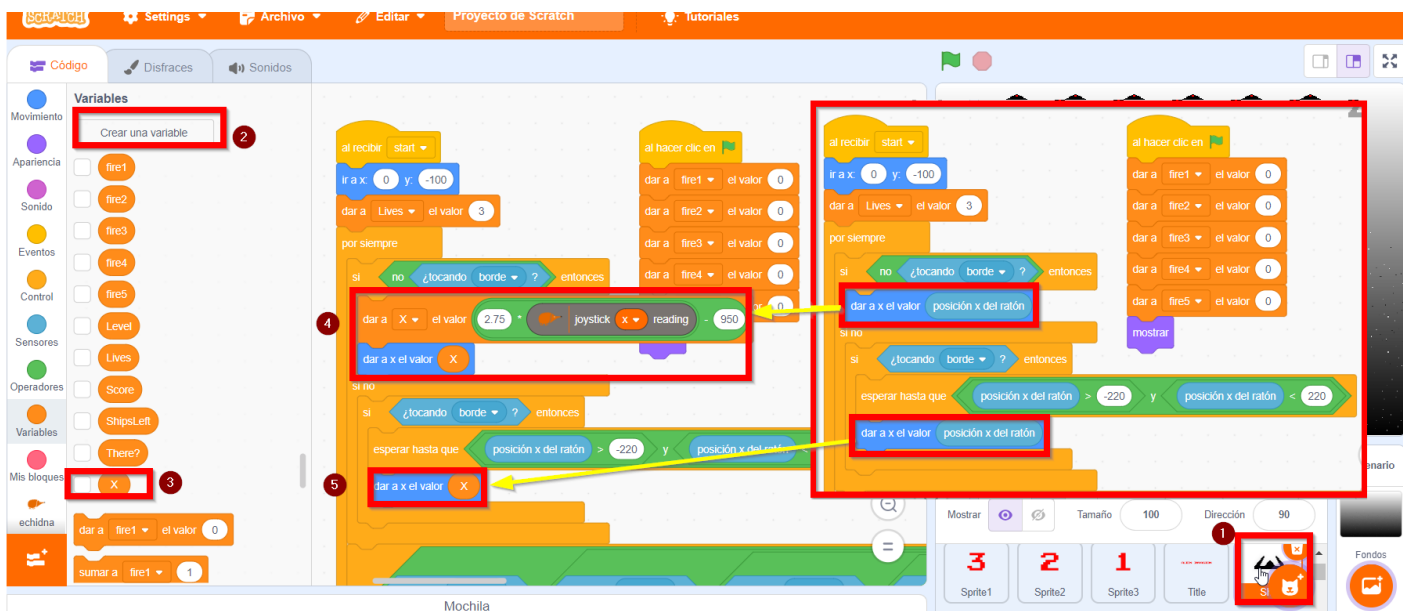 SCRATCH Settings Archivo Editar Proyecto de Scratch Tutoriales
Código Disfraces Sonidos
Movimiento
Apariencia
Sonido
Eventos
Control
Sensores
Operadores
Variables
Mis bloques
echidna
Variables
Crear una variable
2
fire1
fire2
fire3
fire4
fire5
Level
Lives
Score
ShipsLeft
There?
X
3
dar a fire1 el valor 0
sumar a fire1 1
al recibir start
ir a x: 0 y: -100
dar a Lives el valor 3
por siempre
si no ¿tocando borde ? entonces
4
dar a X el valor 2.75 * joystick x reading - 950
dar a x el valor X
si no
si ¿tocando borde ? entonces
esperar hasta que posición x del ratón > -220 y posición x del ratón <
5
dar a x el valor X
al hacer clic en
dar a fire1 el valor 0
dar a fire2 el valor 0
dar a fire3 el valor 0
dar a fire4 el valor 0
0
al recibir start
ir a x: 0 y: -100
dar a Lives el valor 3
por siempre
si no ¿tocando borde ? entonces
dar a x el valor posición x del ratón
si no
si ¿tocando borde ? entonces
esperar hasta que posición x del ratón > -220 y posición x del ratón < 220
dar a x el valor posición x del ratón
al hacer clic en
dar a fire1 el valor 0
dar a fire2 el valor 0
dar a fire3 el valor 0
dar a fire4 el valor 0
dar a fire5 el valor 0
mostrar
enario
Mostrar Tamaño 100 Dirección 90
1
3 2 1
Sprite1 Sprite2 Sprite3 Title
Fondos
Mochila